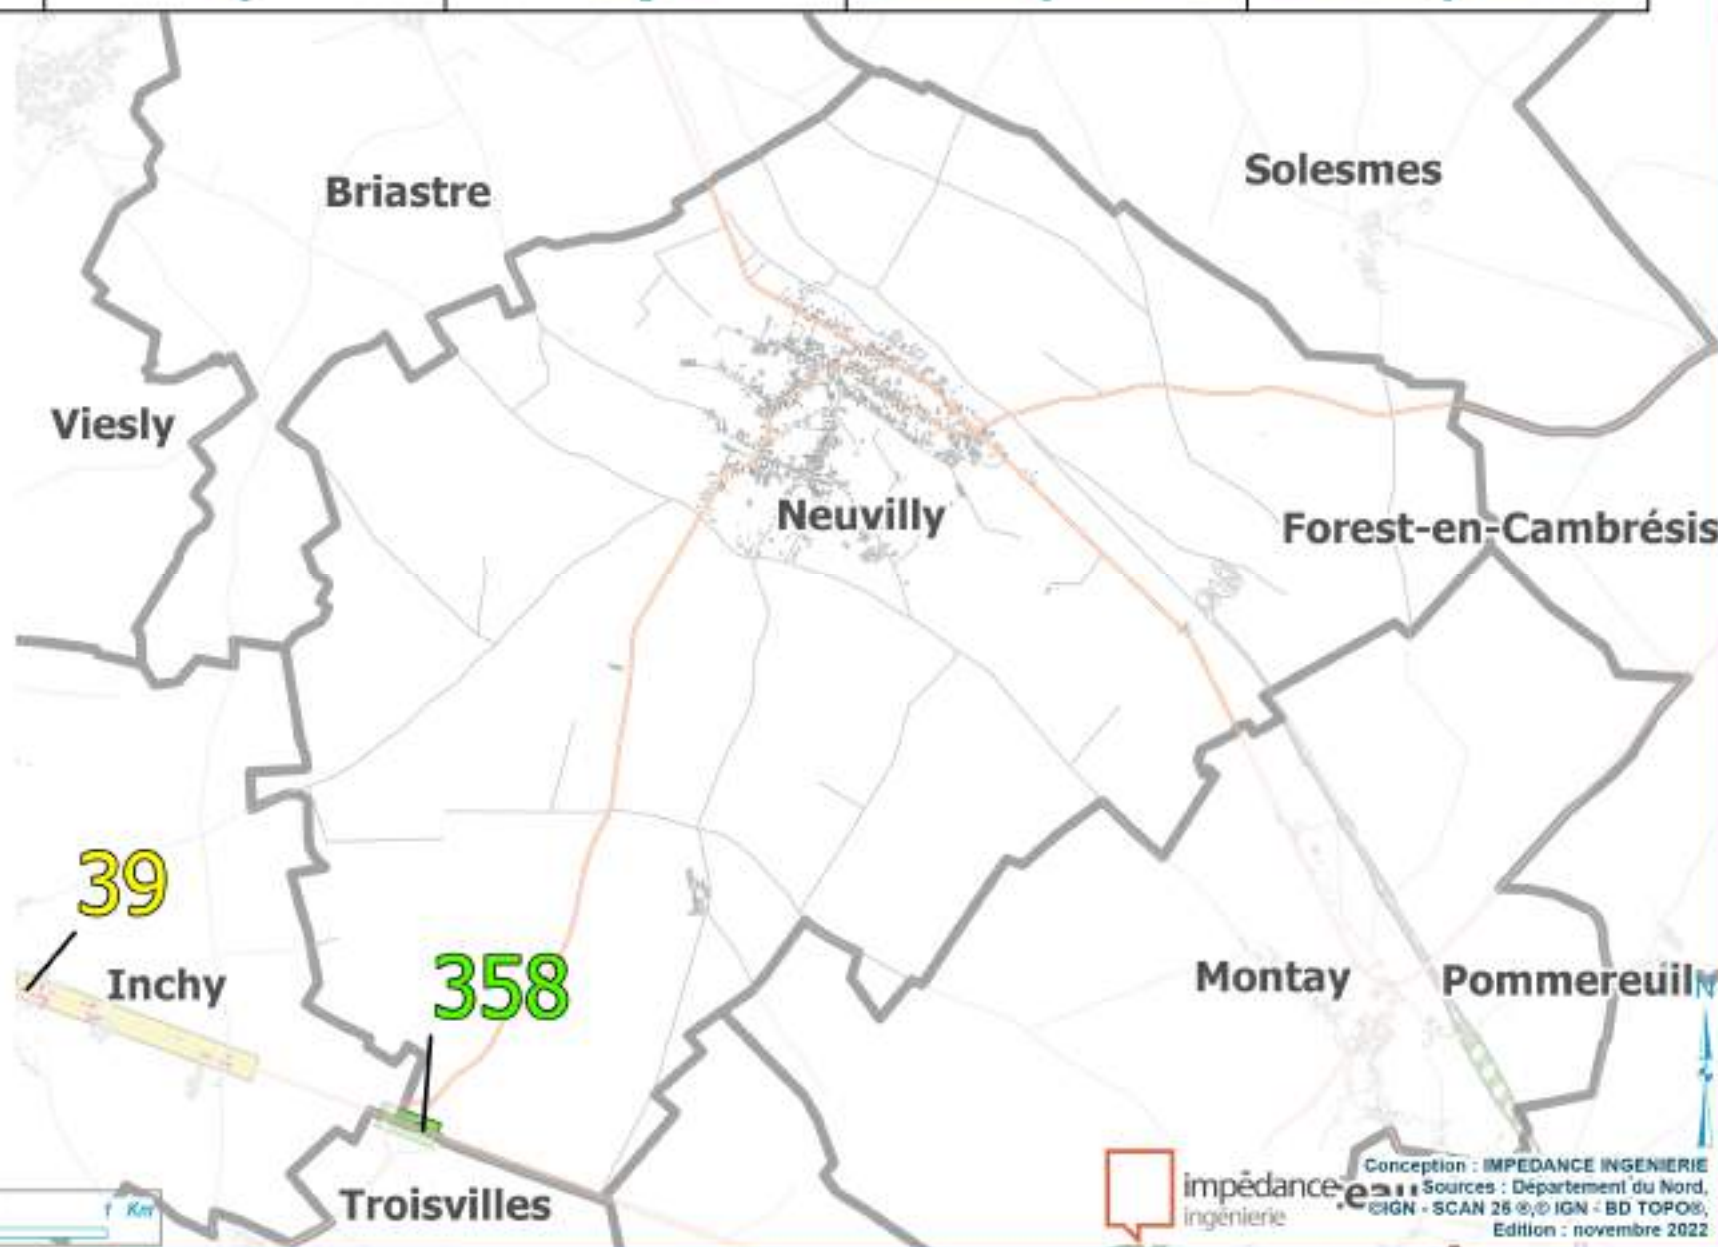 Briastre
Solesmes
Viesly
Neuvilly
Forest-en-Cambrésis
39
358
Inchy
Montay
Pommereuil
N
Troisvilles
1 Km
impédance
ingénierie
Conception : IMPEDANCE INGENIERIE
Sources : Département du Nord,
©IGN - SCAN 25 ®,© IGN - BD TOPO®,
Edition : novembre 2022